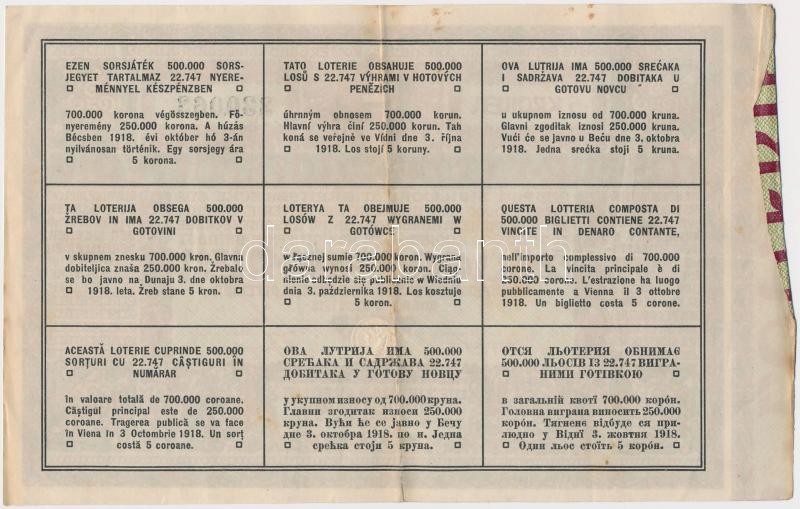 EZEN SORSJÁTÉK 500.000 SORS-
JEGYET TARTALMAZ 22.747 NYERE-
MÉNNYEL KÉSZPÉNZBEN
700.000 korona végösszegben. Fő-
nyeremény 250.000 korona. A húzás
Bécsben 1918. évi október hó 3-án
nyilvánosan történik. Egy sorsjegy ára
5 korona.
TATO LOTERIE OBSAHUJE 500.000
LOSŮ S 22.747 VÝHRAMI V HOTOVÝCH
PENĚZÍCH
úhrnným obnosem 700.000 korun.
Hlavní výhra činí 250.000 korun. Tah
koná se veřejně ve Vídni dne 3. října
1918. Los stojí 5 koruny.
OVA LUTRIJA IMA 500.000 SREĆAKA
I SADRŽAVA 22.747 DOBITAKA U
GOTOVU NOVCU
u ukupnom iznosu od 700.000 kruna.
Glavni zgoditak iznosi 250.000 kruna.
Vući će se javno u Beču dne 3. oktobra
1918. Jedna srećka stoji 5 kruna.
TA LOTERIJA OBSEGA 500.000
ŽREBOV IN IMA 22.747 DOBITKOV V
GOTOVINI
v skupnem znesku 700.000 kron. Glavna
dobiteljica znaša 250.000 kron. Žrebalo
se bo javno na Dunaju 3. dne oktobra
1918. leta. Žreb stane 5 kron.
LOTERYA TA OBEJMUJE 500.000
LOSÓW Z 22.747 WYGRANEMI W
GOTÓWCE
w łącznej sumie 700.000 koron. Wygrana
główna wynosi 250.000 koron. Ciąg-
nienie odbędzie się publicznie w Wiedniu
dnia 3. października 1918. Los kosztuje
5 koron.
QUESTA LOTTERIA COMPOSTA DI
500.000 BIGLIETTI CONTIENE 22.747
VINCITE IN DENARO CONTANTE,
nell'importo complessivo di 700.000
corone. La vincita principale è di
250.000 corone. L'estrazione ha luogo
pubblicamente a Vienna il 3 ottobre
1918. Un biglietto costa 5 corone.
ACEASTĂ LOTERIE CUPRINDE 500.000
SORȚURI CU 22.747 CÂȘTIGURI ÎN
NUMĂRAR
în valoare totală de 700.000 coroane.
Câștigul principal este de 250.000
coroane. Tragerea publică se va face
în Viena in 3 Octombrie 1918. Un sorț
costă 5 coroane.
ОВА ЛУТРИЈА ИМА 500.000
СРЕЋАКА И САДРЖАВА 22.747
ДОБИТАКА У ГОТОВУ НОВЦУ
у укупном износу од 700.000 круна.
Главни згодитак износи 250.000
круна. Вући ће се јавно у Бечу
дне 3. октобра 1918. по н. Једна
срећка стоји 5 круна.
ОТСЯ ЛЬОТЕРИЯ ОБНИМАЄ
500.000 ЛЬОСІВ ІЗ 22.747 ВИГРА-
НИМИ ГОТІВКОЮ
в загальній квотї 700.000 корон.
Головна виграна виносить 250.000
корон. Тягненє відбуде ся при-
людно у Відні 3. жовтня 1918.
Один льос стоїть 5 корон.
darabanth